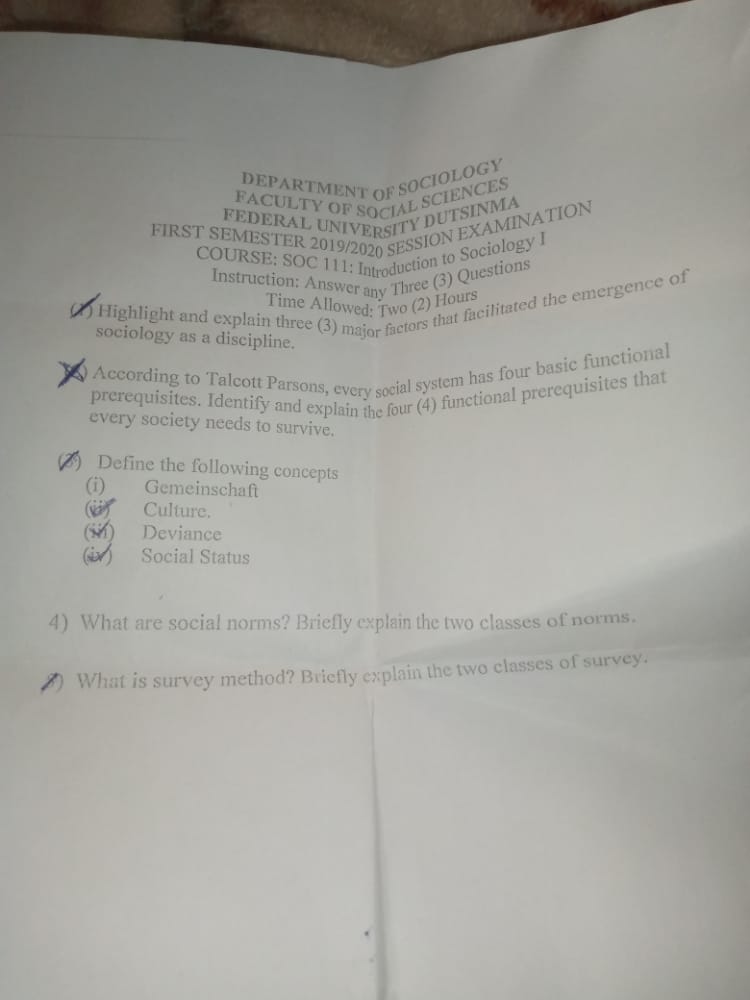 DEPARTMENT OF SOCIOLOGY
FACULTY OF SOCIAL SCIENCES
FEDERAL UNIVERSITY DUTSINMA
FIRST SEMESTER 2019/2020 SESSION EXAMINATION
COURSE: SOC 111: Introduction to Sociology I
Instruction: Answer any Three (3) Questions
Time Allowed: Two (2) Hours
(1) Highlight and explain three (3) major factors that facilitated the emergence of
sociology as a discipline.
2) According to Talcott Parsons, every social system has four basic functional
prerequisites. Identify and explain the four (4) functional prerequisites that
every society needs to survive.
(3) Define the following concepts
(i) Gemeinschaft
(ii) Culture.
(iii) Deviance
(iv) Social Status
4) What are social norms? Briefly explain the two classes of norms.
5) What is survey method? Briefly explain the two classes of survey.